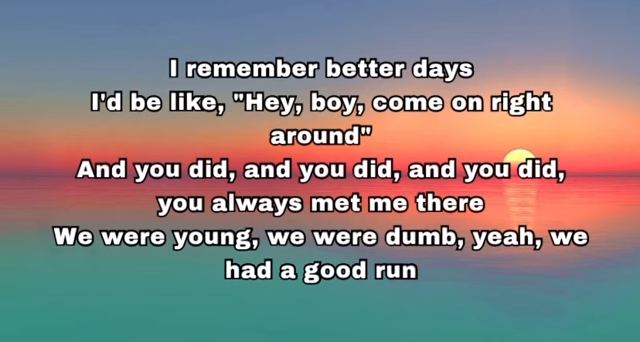 I remember better days
I'd be like, "Hey, boy, come on right
around"
And you did, and you did, and you did,
you always met me there
We were young, we were dumb, yeah, we
had a good run